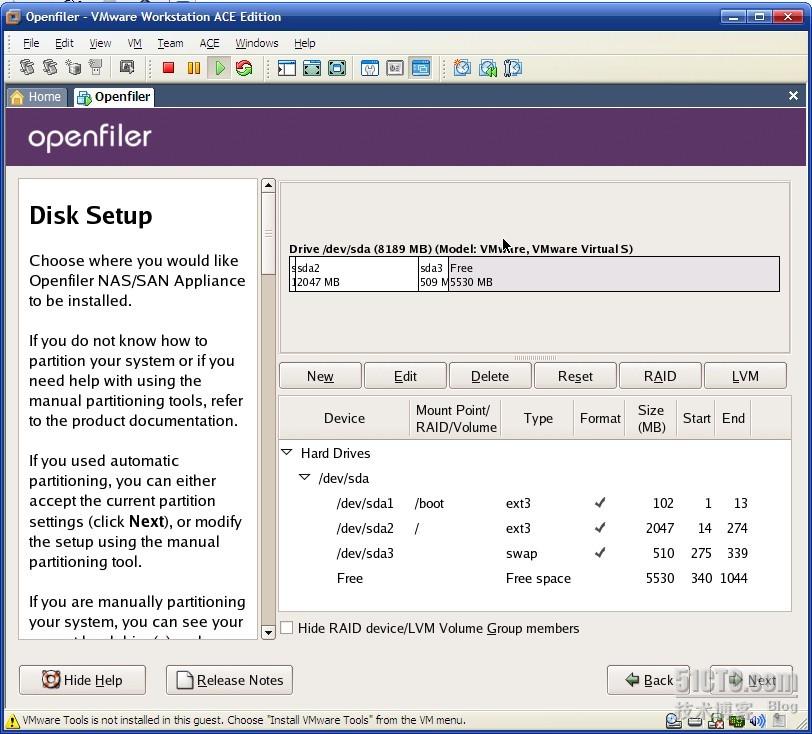 Openfiler - VMware Workstation ACE Edition
File Edit View VM Team ACE Windows Help
Home Openfiler
openfiler
Disk Setup
Choose where you would like
Openfiler NAS/SAN Appliance
to be installed.
If you do not know how to
partition your system or if you
need help with using the
manual partitioning tools, refer
to the product documentation.
If you used automatic
partitioning, you can either
accept the current partition
settings (click Next), or modify
the setup using the manual
partitioning tool.
If you are manually partitioning
your system, you can see your
Drive /dev/sda (8189 MB) (Model: VMware, VMware Virtual S)
s sda2 sda3 Free
1 2047 MB 509 M 5530 MB
New Edit Delete Reset RAID LVM
Device Mount Point/ RAID/Volume Type Format Size (MB) Start End
Hard Drives
/dev/sda
/dev/sda1 /boot ext3 102 1 13
/dev/sda2 / ext3 2047 14 274
/dev/sda3 swap 510 275 339
Free Free space 5530 340 1044
Hide RAID device/LVM Volume Group members
Hide Help Release Notes Back Next
51CTO.com
技术博客 Blog
VMware Tools is not installed in this guest. Choose "Install VMware Tools" from the VM menu.